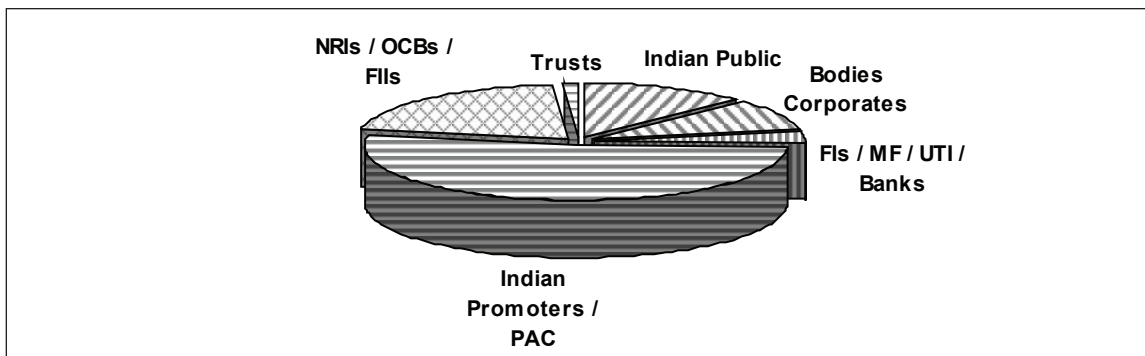 NRIs / OCBs /
FIIs
Trusts
Indian Public
Bodies
Corporates
FIs / MF / UTI /
Banks
Indian
Promoters /
PAC